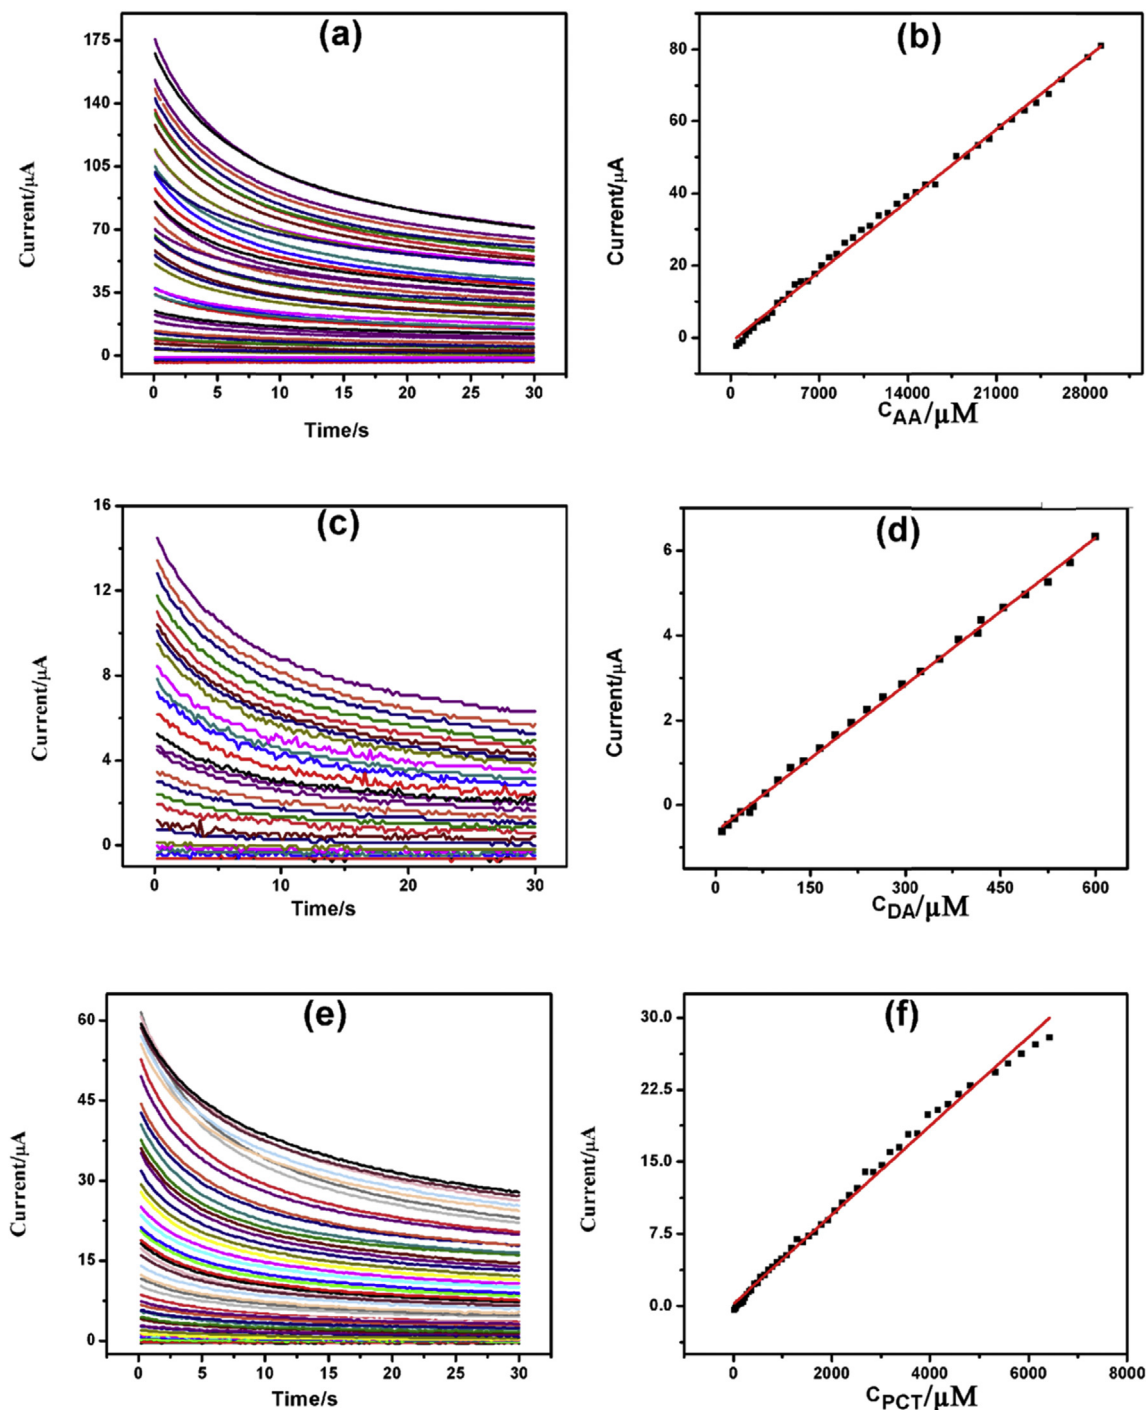 (a)
175
140
105
70
35
0
Current/μA
0 5 10 15 20 25 30
Time/s
(b)
80
60
40
20
0
Current/μA
0 7000 14000 21000 28000
CAA/μM
(c)
16
12
8
4
0
Current/μA
0 10 20 30
Time/s
(d)
6
4
2
0
Current/μA
0 150 300 450 600
CDA/μM
(e)
60
45
30
15
0
Current/μA
0 5 10 15 20 25 30
Time/s
(f)
30.0
22.5
15.0
7.5
0.0
Current/μA
0 2000 4000 6000 8000
CPCT/μM